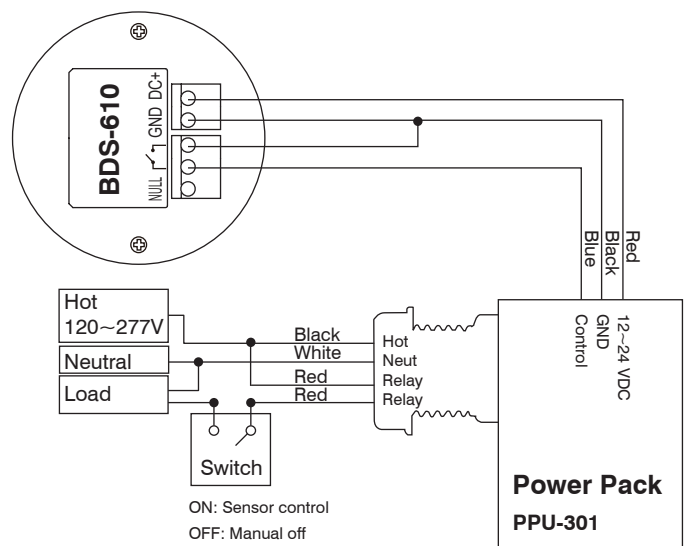 BDS-610
DC+
GND
NULL
Red
Black
Blue
Hot
120~277V
Neutral
Load
Black
White
Red
Red
Hot
Neut
Relay
Relay
12~24 VDC
GND
Control
Switch
ON: Sensor control
OFF: Manual off
Power Pack
PPU-301